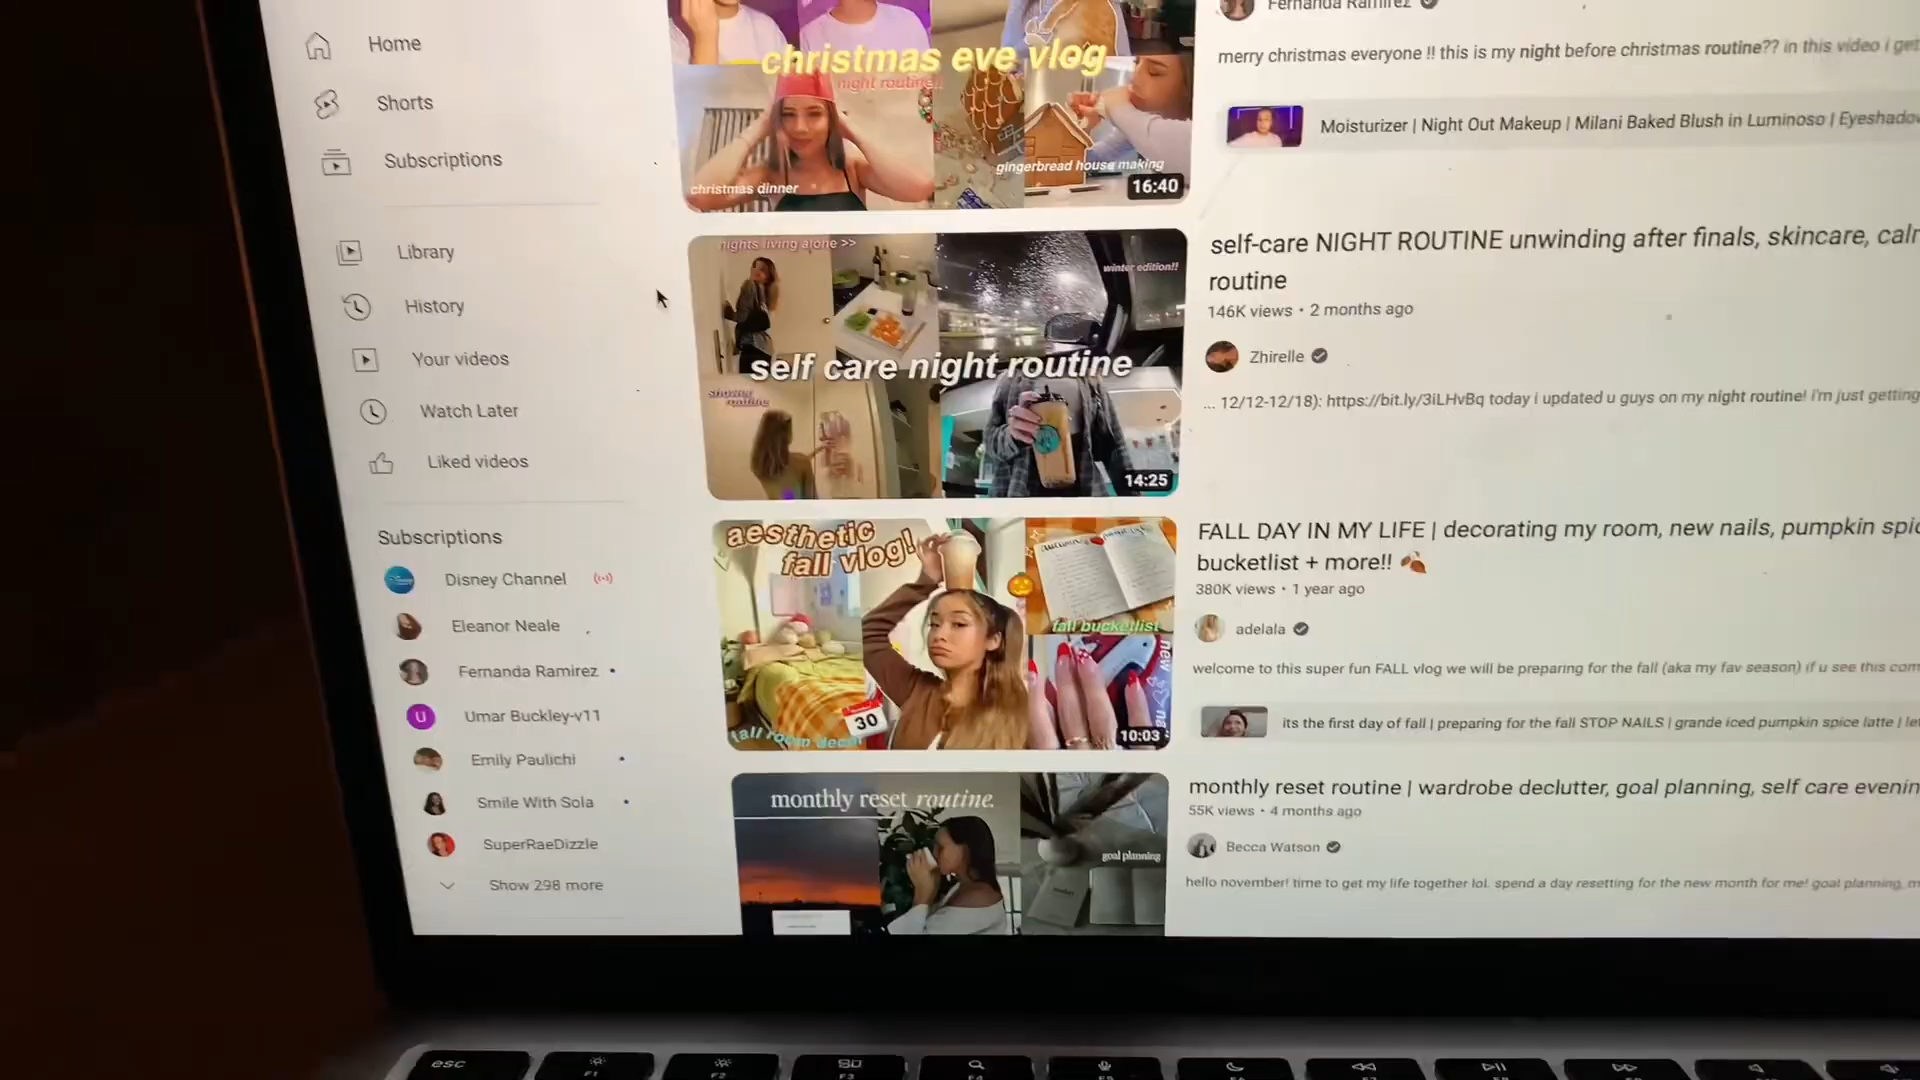 Home
Shorts
Subscriptions
Library
History
Your videos
Watch Later
Liked videos
Subscriptions
Disney Channel
Eleanor Neale
Fernanda Ramirez
U Umar Buckley-v11
Emily Paulichi
Smile With Sola
SuperRaeDizzle
Show 298 more
christmas eve vlog
night routine!!
gingerbread house making
christmas dinner
16:40
Fernanda Ramirez
merry christmas everyone !! this is my night before christmas routine?? in this video i get
Moisturizer | Night Out Makeup | Milani Baked Blush in Luminoso | Eyeshadow
nights living alone >>
winter edition!!
self care night routine
shower
routine
14:25
self-care NIGHT ROUTINE unwinding after finals, skincare,
routine
146K views • 2 months ago
Zhirelle
... 12/12-12/18): https://bit.ly/3iLHvBq today i updated u guys on my night routine! i'm just getting
aesthetic
fall vlog!
fall bucketlist
new
30
fall room decor
10:03
FALL DAY IN MY LIFE | decorating my room, new nails, pumpkin
bucketlist + more!! 🍂
380K views • 1 year ago
adelala
welcome to this super fun FALL vlog we will be preparing for the fall (aka my fav season) if u see this
its the first day of fall | preparing for the fall STOP NAILS | grande iced pumpkin spice latte |
monthly reset routine.
goal planning
monthly reset routine | wardrobe declutter, goal planning, self care
55K views • 4 months ago
Becca Watson
hello november! time to get my life together lol. spend a day resetting for the new month for me! goal planning,
esc
F1
F2
F3